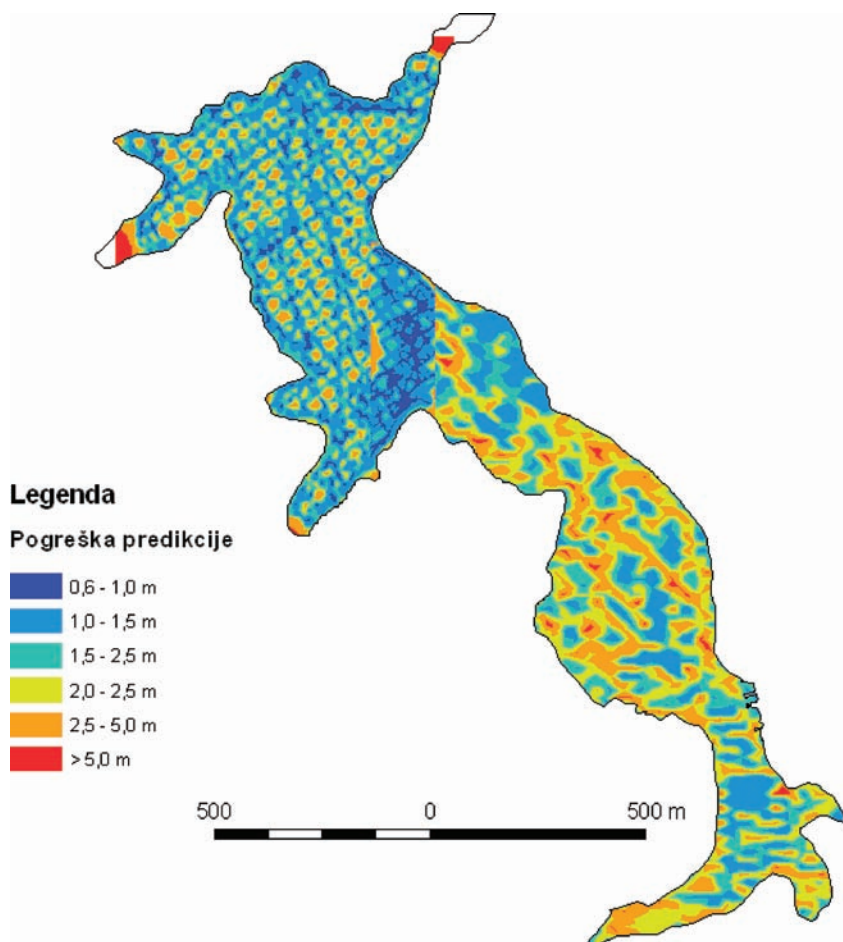 Legenda
Pogreška predikcije
0,6 - 1,0 m
1,0 - 1,5 m
1,5 - 2,5 m
2,0 - 2,5 m
2,5 - 5,0 m
>5,0 m
500 0 500 m